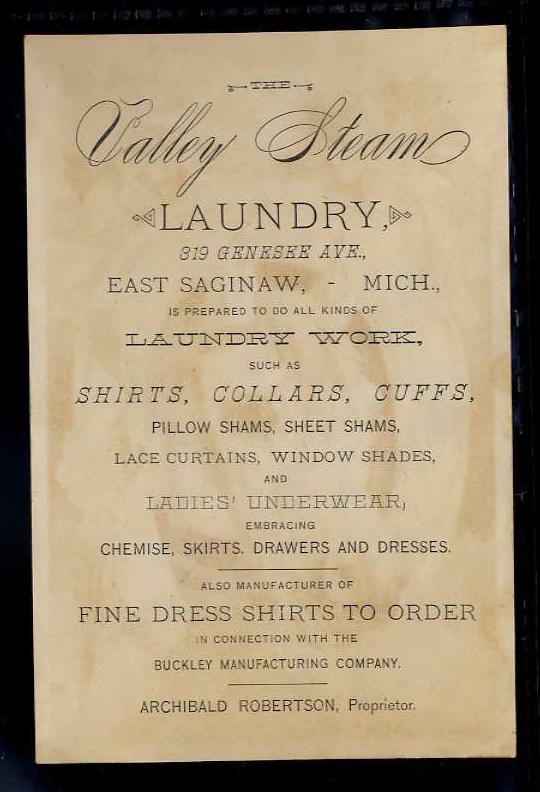 THE
Valley Steam
LAUNDRY,
319 GENESEE AVE.,
EAST SAGINAW, - MICH.,
IS PREPARED TO DO ALL KINDS OF
LAUNDRY WORK,
SUCH AS
SHIRTS, COLLARS, CUFFS,
PILLOW SHAMS, SHEET SHAMS,
LACE CURTAINS, WINDOW SHADES,
AND
LADIES' UNDERWEAR,
EMBRACING
CHEMISE, SKIRTS. DRAWERS AND DRESSES.
ALSO MANUFACTURER OF
FINE DRESS SHIRTS TO ORDER
IN CONNECTION WITH THE
BUCKLEY MANUFACTURING COMPANY.
ARCHIBALD ROBERTSON, Proprietor.